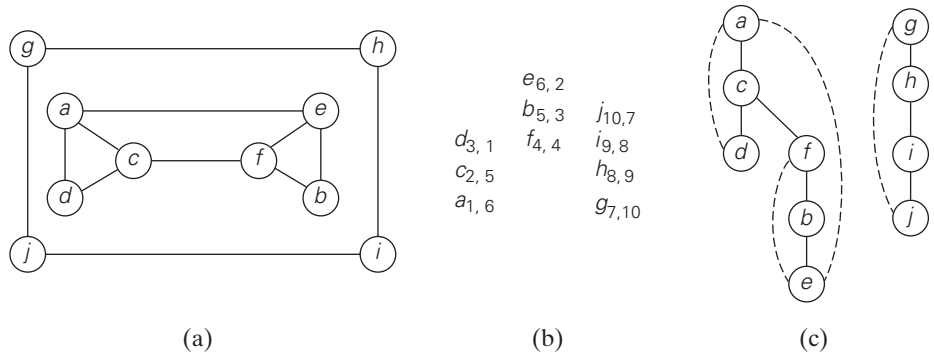 g h
a e
c f
d b
j i
(a)
e6, 2
b5, 3 j10,7
d3, 1 f4, 4 i9, 8
c2, 5 h8, 9
a1, 6 g7,10
(b)
a g
c h
d f i
b j
e
(c)